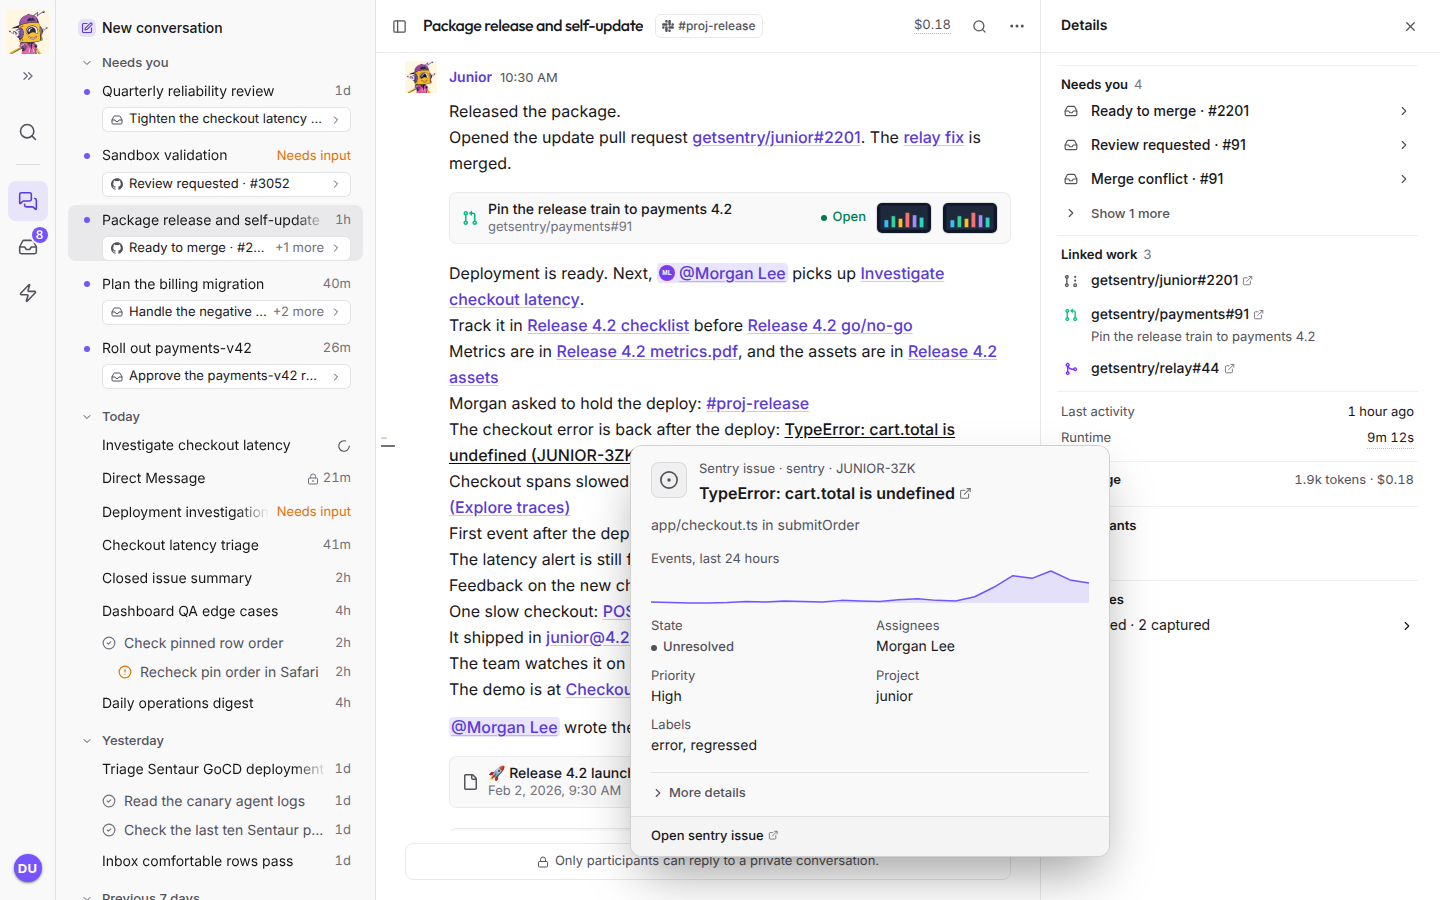 New conversation
Needs you
Quarterly reliability review 1d
Tighten the checkout latency ...
Sandbox validation Needs input
Review requested · #3052
Package release and self-update 1h
Ready to merge · #2... +1 more
Plan the billing migration 40m
Handle the negative ... +2 more
Roll out payments-v42 26m
Approve the payments-v42 r...
Today
Investigate checkout latency
Direct Message 21m
Deployment investigation Needs input
Checkout latency triage 41m
Closed issue summary 2h
Dashboard QA edge cases 4h
Check pinned row order 2h
Recheck pin order in Safari 2h
Daily operations digest 4h
Yesterday
Triage Sentaur GoCD deployment 1d
Read the canary agent logs 1d
Check the last ten Sentaur p... 1d
Inbox comfortable rows pass 1d
Previous 7 days
8
DU
Package release and self-update #proj-release $0.18
Junior 10:30 AM
Released the package.
Opened the update pull request getsentry/junior#2201. The relay fix is
merged.
Pin the release train to payments 4.2
getsentry/payments#91
Open
Deployment is ready. Next, ML @Morgan Lee picks up Investigate
checkout latency.
Track it in Release 4.2 checklist before Release 4.2 go/no-go
Metrics are in Release 4.2 metrics.pdf, and the assets are in Release 4.2
assets
Morgan asked to hold the deploy: #proj-release
The checkout error is back after the deploy: TypeError: cart.total is
undefined (JUNIOR-3ZK
Checkout spans slowed
(Explore traces)
First event after the dep
The latency alert is still f
Feedback on the new ch
One slow checkout: POS
It shipped in junior@4.2
The team watches it on
The demo is at Checkou
@Morgan Lee wrote the
🚀 Release 4.2 launch
Feb 2, 2026, 9:30 AM
Only participants can reply to a private conversation.
Sentry issue · sentry · JUNIOR-3ZK
TypeError: cart.total is undefined
app/checkout.ts in submitOrder
Events, last 24 hours
State Assignees
Unresolved Morgan Lee
Priority Project
High junior
Labels
error, regressed
More details
Open sentry issue
Details
Needs you 4
Ready to merge · #2201
Review requested · #91
Merge conflict · #91
Show 1 more
Linked work 3
getsentry/junior#2201
getsentry/payments#91
Pin the release train to payments 4.2
getsentry/relay#44
Last activity 1 hour ago
Runtime 9m 12s
ge 1.9k tokens · $0.18
ants
es
ed · 2 captured